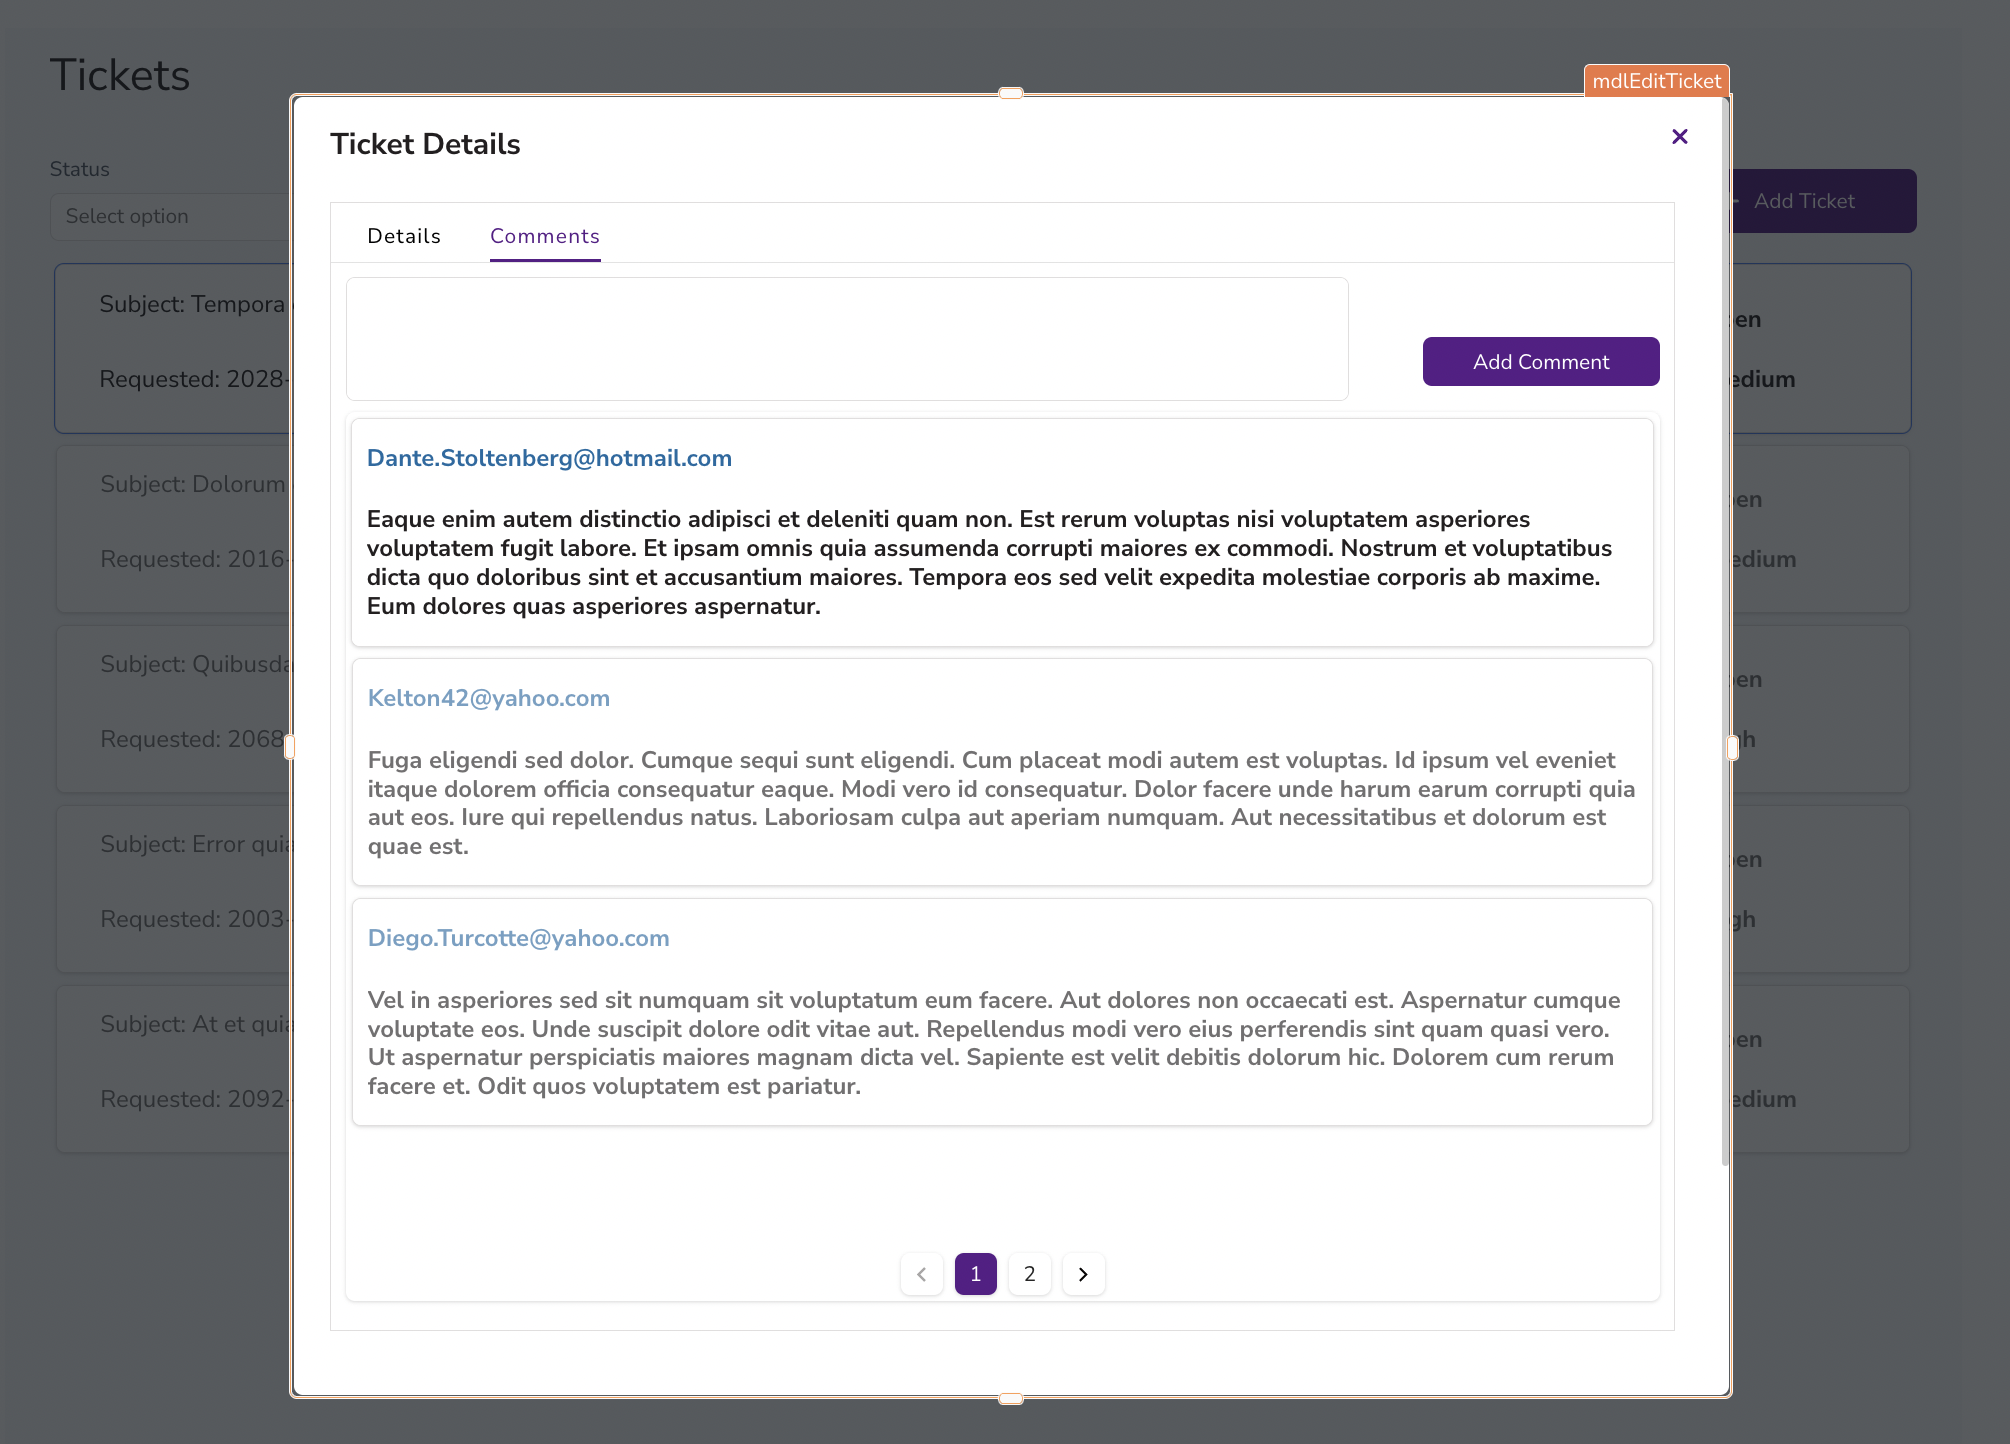 Tickets
mdlEditTicket
Ticket Details
Status
Select option
Add Ticket
Details
Comments
Add Comment
Subject: Tempora
Requested: 2028-
edium
Dante.Stoltenberg@hotmail.com
Eaque enim autem distinctio adipisci et deleniti quam non. Est rerum voluptas nisi voluptatem asperiores
voluptatem fugit labore. Et ipsam omnis quia assumenda corrupti maiores ex commodi. Nostrum et voluptatibus
dicta quo doloribus sint et accusantium maiores. Tempora eos sed velit expedita molestiae corporis ab maxime.
Eum dolores quas asperiores aspernatur.
Subject: Dolorum
Requested: 2016-
edium
Kelton42@yahoo.com
Fuga eligendi sed dolor. Cumque sequi sunt eligendi. Cum placeat modi autem est voluptas. Id ipsum vel eveniet
itaque dolorem officia consequatur eaque. Modi vero id consequatur. Dolor facere unde harum earum corrupti quia
aut eos. Iure qui repellendus natus. Laboriosam culpa aut aperiam numquam. Aut necessitatibus et dolorum est
quae est.
Subject: Quibusda
Requested: 2068
Diego.Turcotte@yahoo.com
Vel in asperiores sed sit numquam sit voluptatum eum facere. Aut dolores non occaecati est. Aspernatur cumque
voluptate eos. Unde suscipit dolore odit vitae aut. Repellendus modi vero eius perferendis sint quam quasi vero.
Ut aspernatur perspiciatis maiores magnam dicta vel. Sapiente est velit debitis dolorum hic. Dolorem cum rerum
facere et. Odit quos voluptatem est pariatur.
Subject: Error quia
Requested: 2003-
Subject: At et quia
Requested: 2092-
edium
1
2